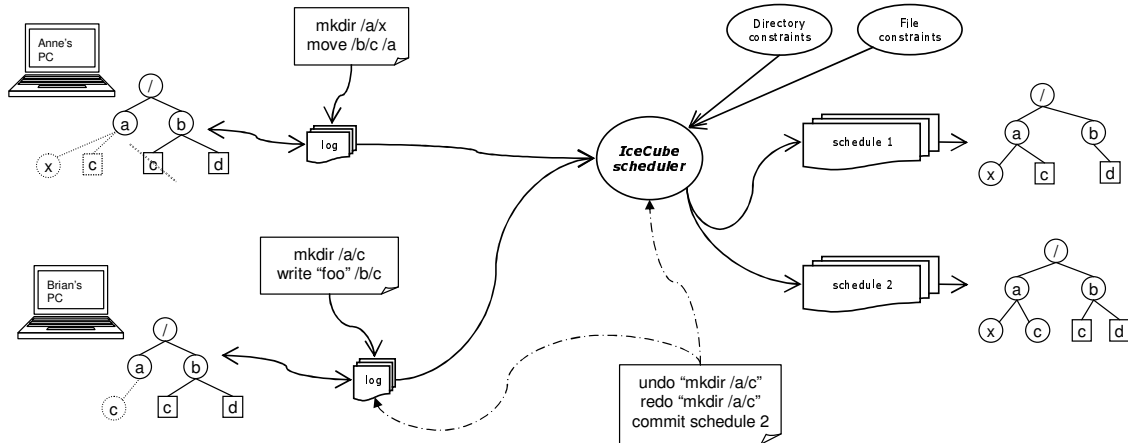 mkdir /a/x
move /b/c /a
Directory
constraints
File
constraints
Anne's
PC
/
a
b
x
c
c
d
log
IceCube
scheduler
schedule 1
/
a
b
x
c
d
mkdir /a/c
write “foo” /b/c
Brian's
PC
/
a
b
c
c
d
log
schedule 2
/
a
b
x
c
c
d
undo “mkdir /a/c”
redo “mkdir /a/c”
commit schedule 2